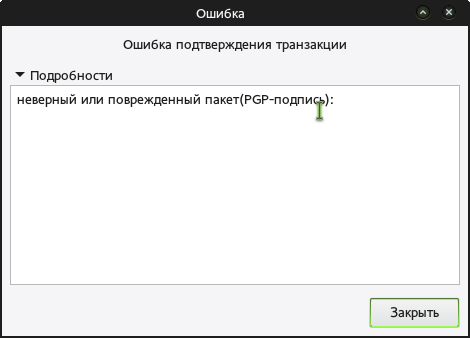 Ошибка
Ошибка подтверждения транзакции
Подробности
неверный или поврежденный пакет(PGP-подпись):
Закрыть